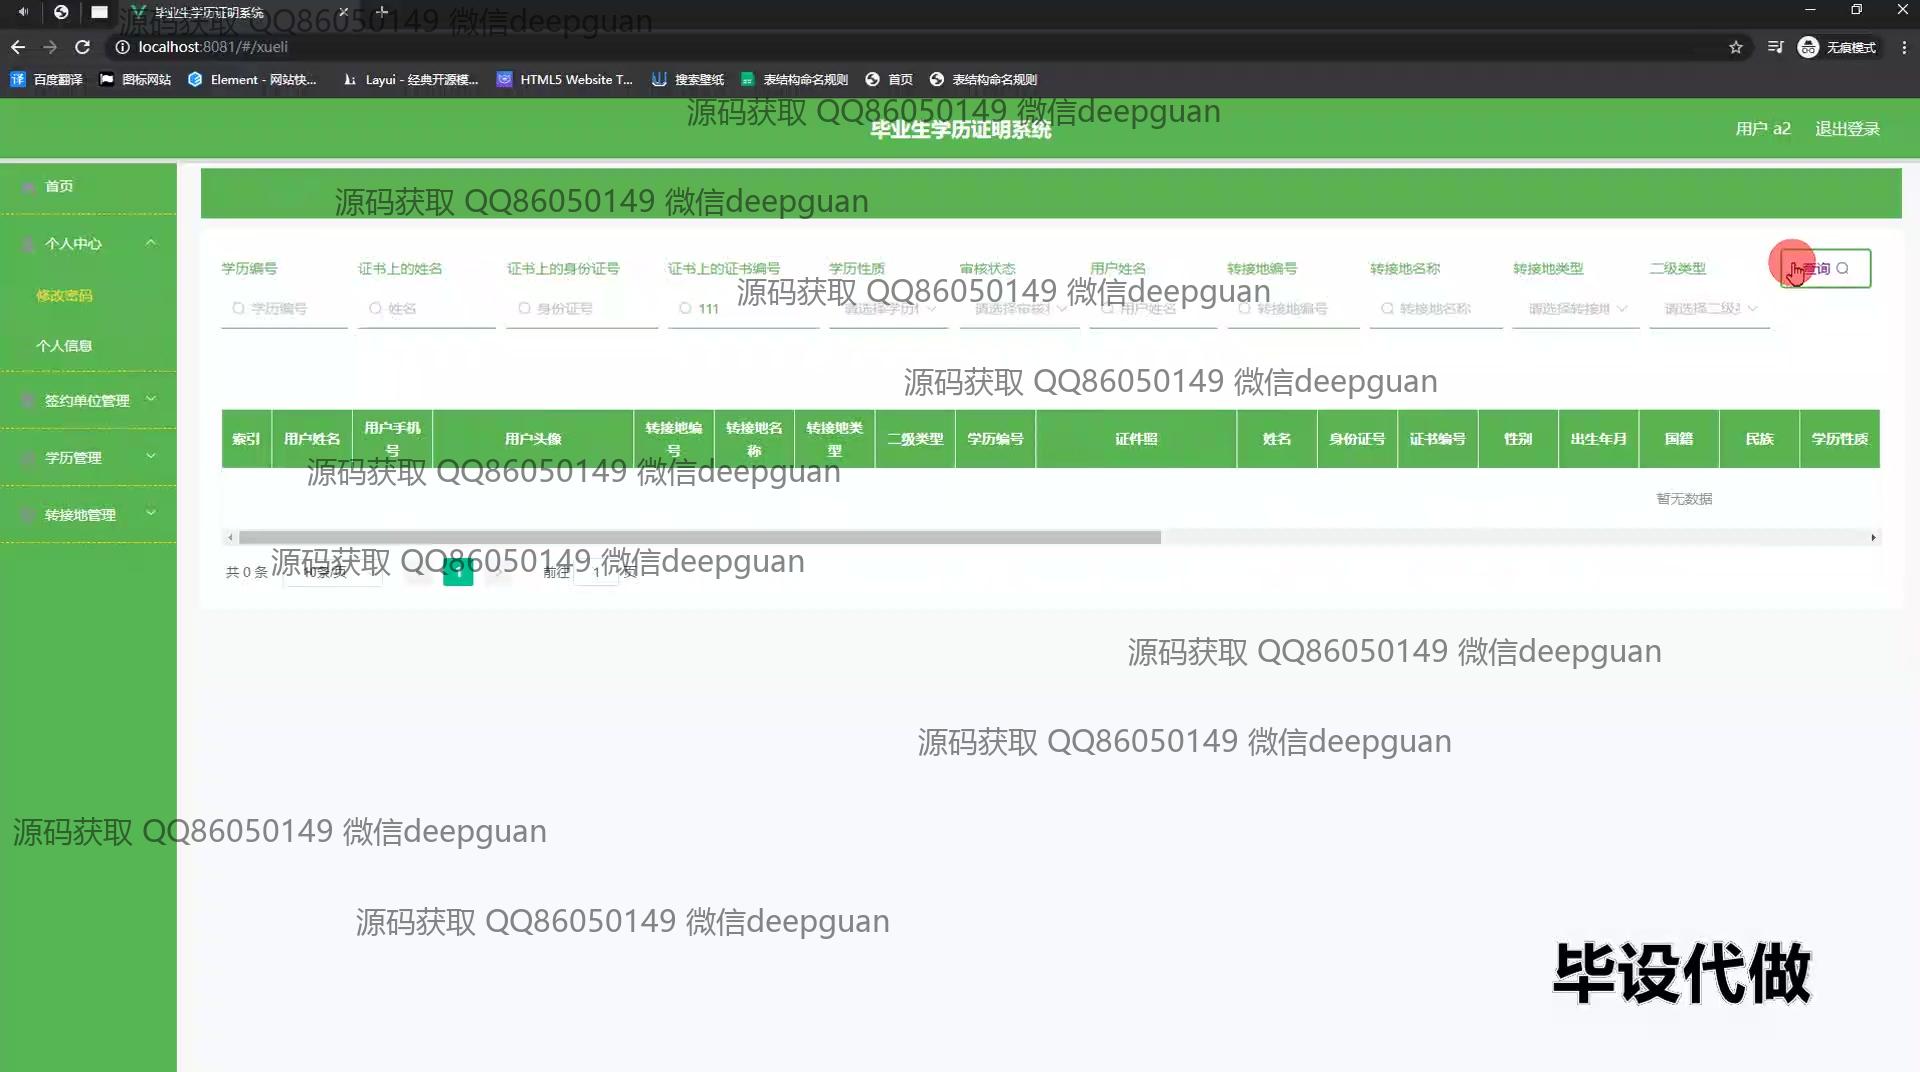 毕业生学历证明系统
源码获取 QQ86050149 微信deepguan
localhost:8081/#/xueli
无痕模式
百度翻译
图标网站
Element - 网站快...
Layui - 经典开源模...
HTML5 Website T...
搜索壁纸
表结构命名规则
首页
表结构命名规则
源码获取 QQ86050149 微信deepguan
毕业生学历证明系统
用户 a2
退出登录
首页
源码获取 QQ86050149 微信deepguan
个人中心
修改密码
个人信息
签约单位管理
学历管理
转接地管理
学历编号
证书上的姓名
证书上的身份证号
证书上的证书编号
学历性质
审核状态
用户姓名
转接地编号
转接地名称
转接地类型
二级类型
查询
源码获取 QQ86050149 微信deepguan
学历编号
姓名
身份证号
111
请选择学历
请选择审核
用户姓名
转接地编号
转接地名称
请选择转接地
请选择二级
源码获取 QQ86050149 微信deepguan
索引
用户姓名
用户手机号
用户头像
转接地编号
转接地名称
转接地类型
二级类型
学历编号
证件照
姓名
身份证号
证书编号
性别
出生年月
国籍
民族
学历性质
源码获取 QQ86050149 微信deepguan
暂无数据
源码获取 QQ86050149 微信deepguan
共 0 条
10条/页
1
前往
1
页
源码获取 QQ86050149 微信deepguan
源码获取 QQ86050149 微信deepguan
源码获取 QQ86050149 微信deepguan
源码获取 QQ86050149 微信deepguan
毕设代做